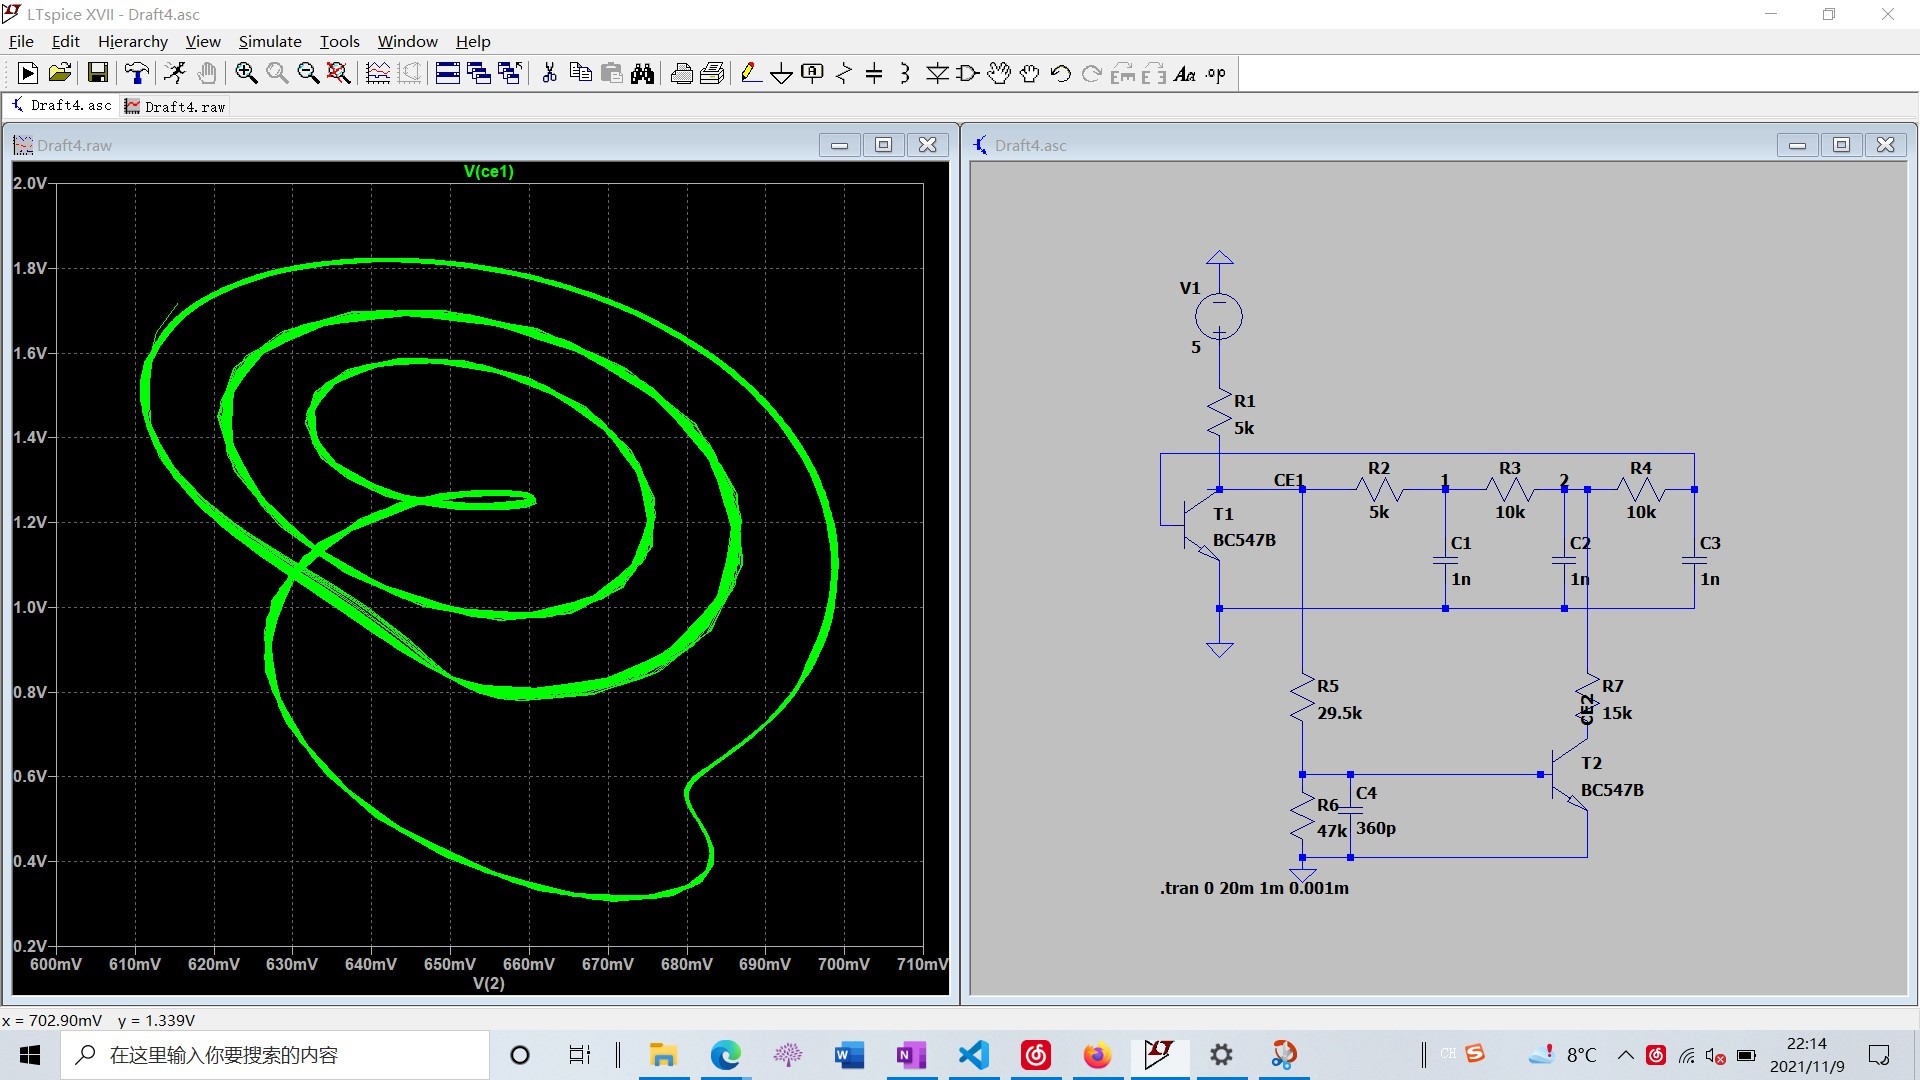 LTspice XVII - Draft4.asc
File Edit Hierarchy View Simulate Tools Window Help
Draft4.asc Draft4.raw
Draft4.raw
V(ce1)
2.0V
1.8V
1.6V
1.4V
1.2V
1.0V
0.8V
0.6V
0.4V
0.2V
600mV 610mV 620mV 630mV 640mV 650mV 660mV 670mV 680mV 690mV 700mV 710mV
V(2)
Draft4.asc
V1
5
R1
5k
CE1
R2
5k
1
R3
10k
2
R4
10k
T1
BC547B
C1
1n
C2
1n
C3
1n
R5
29.5k
R7
15k
CE2
T2
BC547B
R6
47k
C4
360p
.tran 0 20m 1m 0.001m
x = 702.90mV y = 1.339V
在这里输入你要搜索的内容
CH
8°C
22:14
2021/11/9